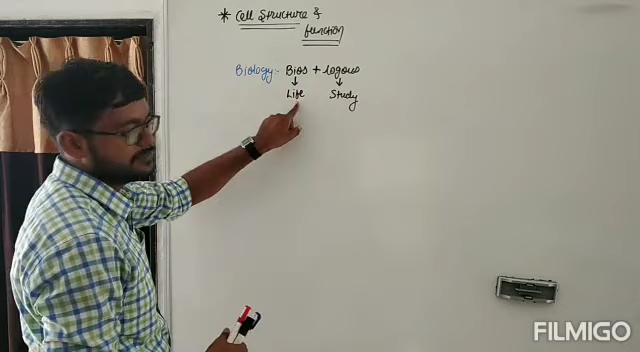 * Cell Structure &
function
Biology:- Bios + logous
↓ ↓
Life Study
FILMIGO